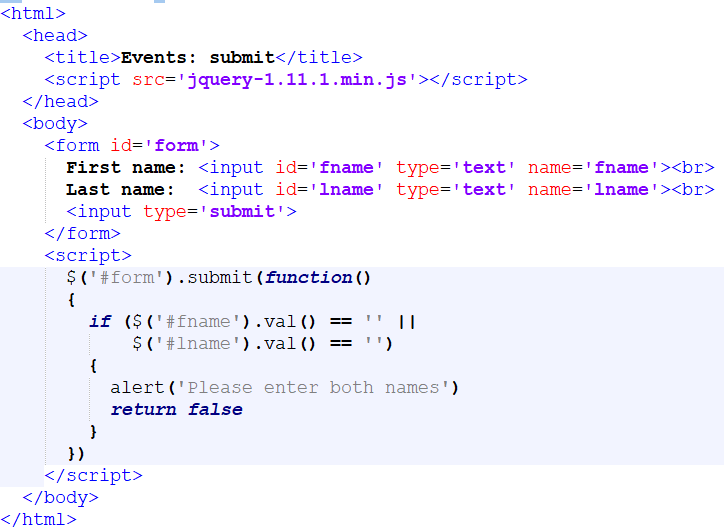 <html>
  <head>
    <title>Events: submit</title>
    <script src='jquery-1.11.1.min.js'></script>
  </head>
  <body>
    <form id='form'>
      First name: <input id='fname' type='text' name='fname'><br>
      Last name:  <input id='lname' type='text' name='lname'><br>
      <input type='submit'>
    </form>
    <script>
      $('#form').submit(function()
      {
        if ($('#fname').val() == '' ||
            $('#lname').val() == '')
        {
          alert('Please enter both names')
          return false
        }
      })
    </script>
  </body>
</html>